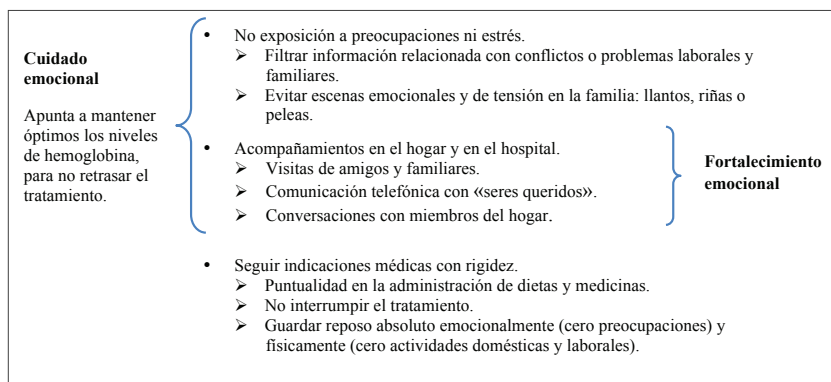 Cuidado
emocional
Apunta a mantener
óptimos los niveles
de hemoglobina,
para no retrasar el
tratamiento.
• No exposición a preocupaciones ni estrés.
➢ Filtrar información relacionada con conflictos o problemas laborales y
familiares.
➢ Evitar escenas emocionales y de tensión en la familia: llantos, riñas o
peleas.
• Acompañamientos en el hogar y en el hospital.
➢ Visitas de amigos y familiares.
➢ Comunicación telefónica con «seres queridos».
➢ Conversaciones con miembros del hogar.
Fortalecimiento
emocional
• Seguir indicaciones médicas con rigidez.
➢ Puntualidad en la administración de dietas y medicinas.
➢ No interrumpir el tratamiento.
➢ Guardar reposo absoluto emocionalmente (cero preocupaciones) y
físicamente (cero actividades domésticas y laborales).